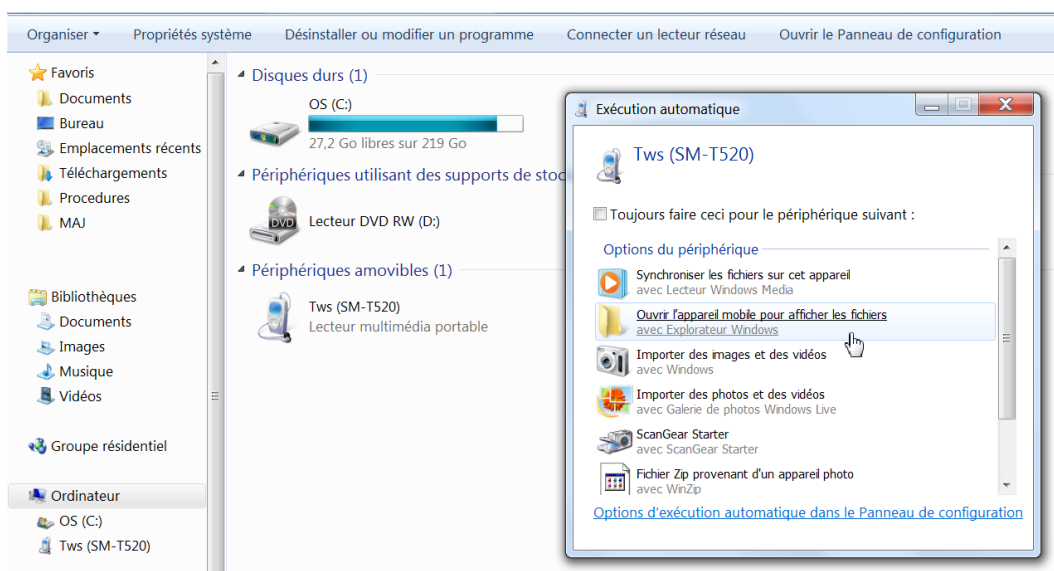 Organiser Propriétés système Désinstaller ou modifier un programme Connecter un lecteur réseau Ouvrir le Panneau de configuration
Favoris
Documents
Bureau
Emplacements récents
Téléchargements
Procedures
MAJ
Bibliothèques
Documents
Images
Musique
Vidéos
Groupe résidentiel
Ordinateur
OS (C:)
Tws (SM-T520)
Disques durs (1)
OS (C:)
27,2 Go libres sur 219 Go
Périphériques utilisant des supports de stoc
DVD
Lecteur DVD RW (D:)
Périphériques amovibles (1)
Tws (SM-T520)
Lecteur multimédia portable
Exécution automatique
Tws (SM-T520)
Toujours faire ceci pour le périphérique suivant :
Options du périphérique
Synchroniser les fichiers sur cet appareil
avec Lecteur Windows Media
Ouvrir l'appareil mobile pour afficher les fichiers
avec Explorateur Windows
Importer des images et des vidéos
avec Windows
Importer des photos et des vidéos
avec Galerie de photos Windows Live
ScanGear Starter
avec ScanGear Starter
Fichier Zip provenant d'un appareil photo
avec WinZip
Options d'exécution automatique dans le Panneau de configuration